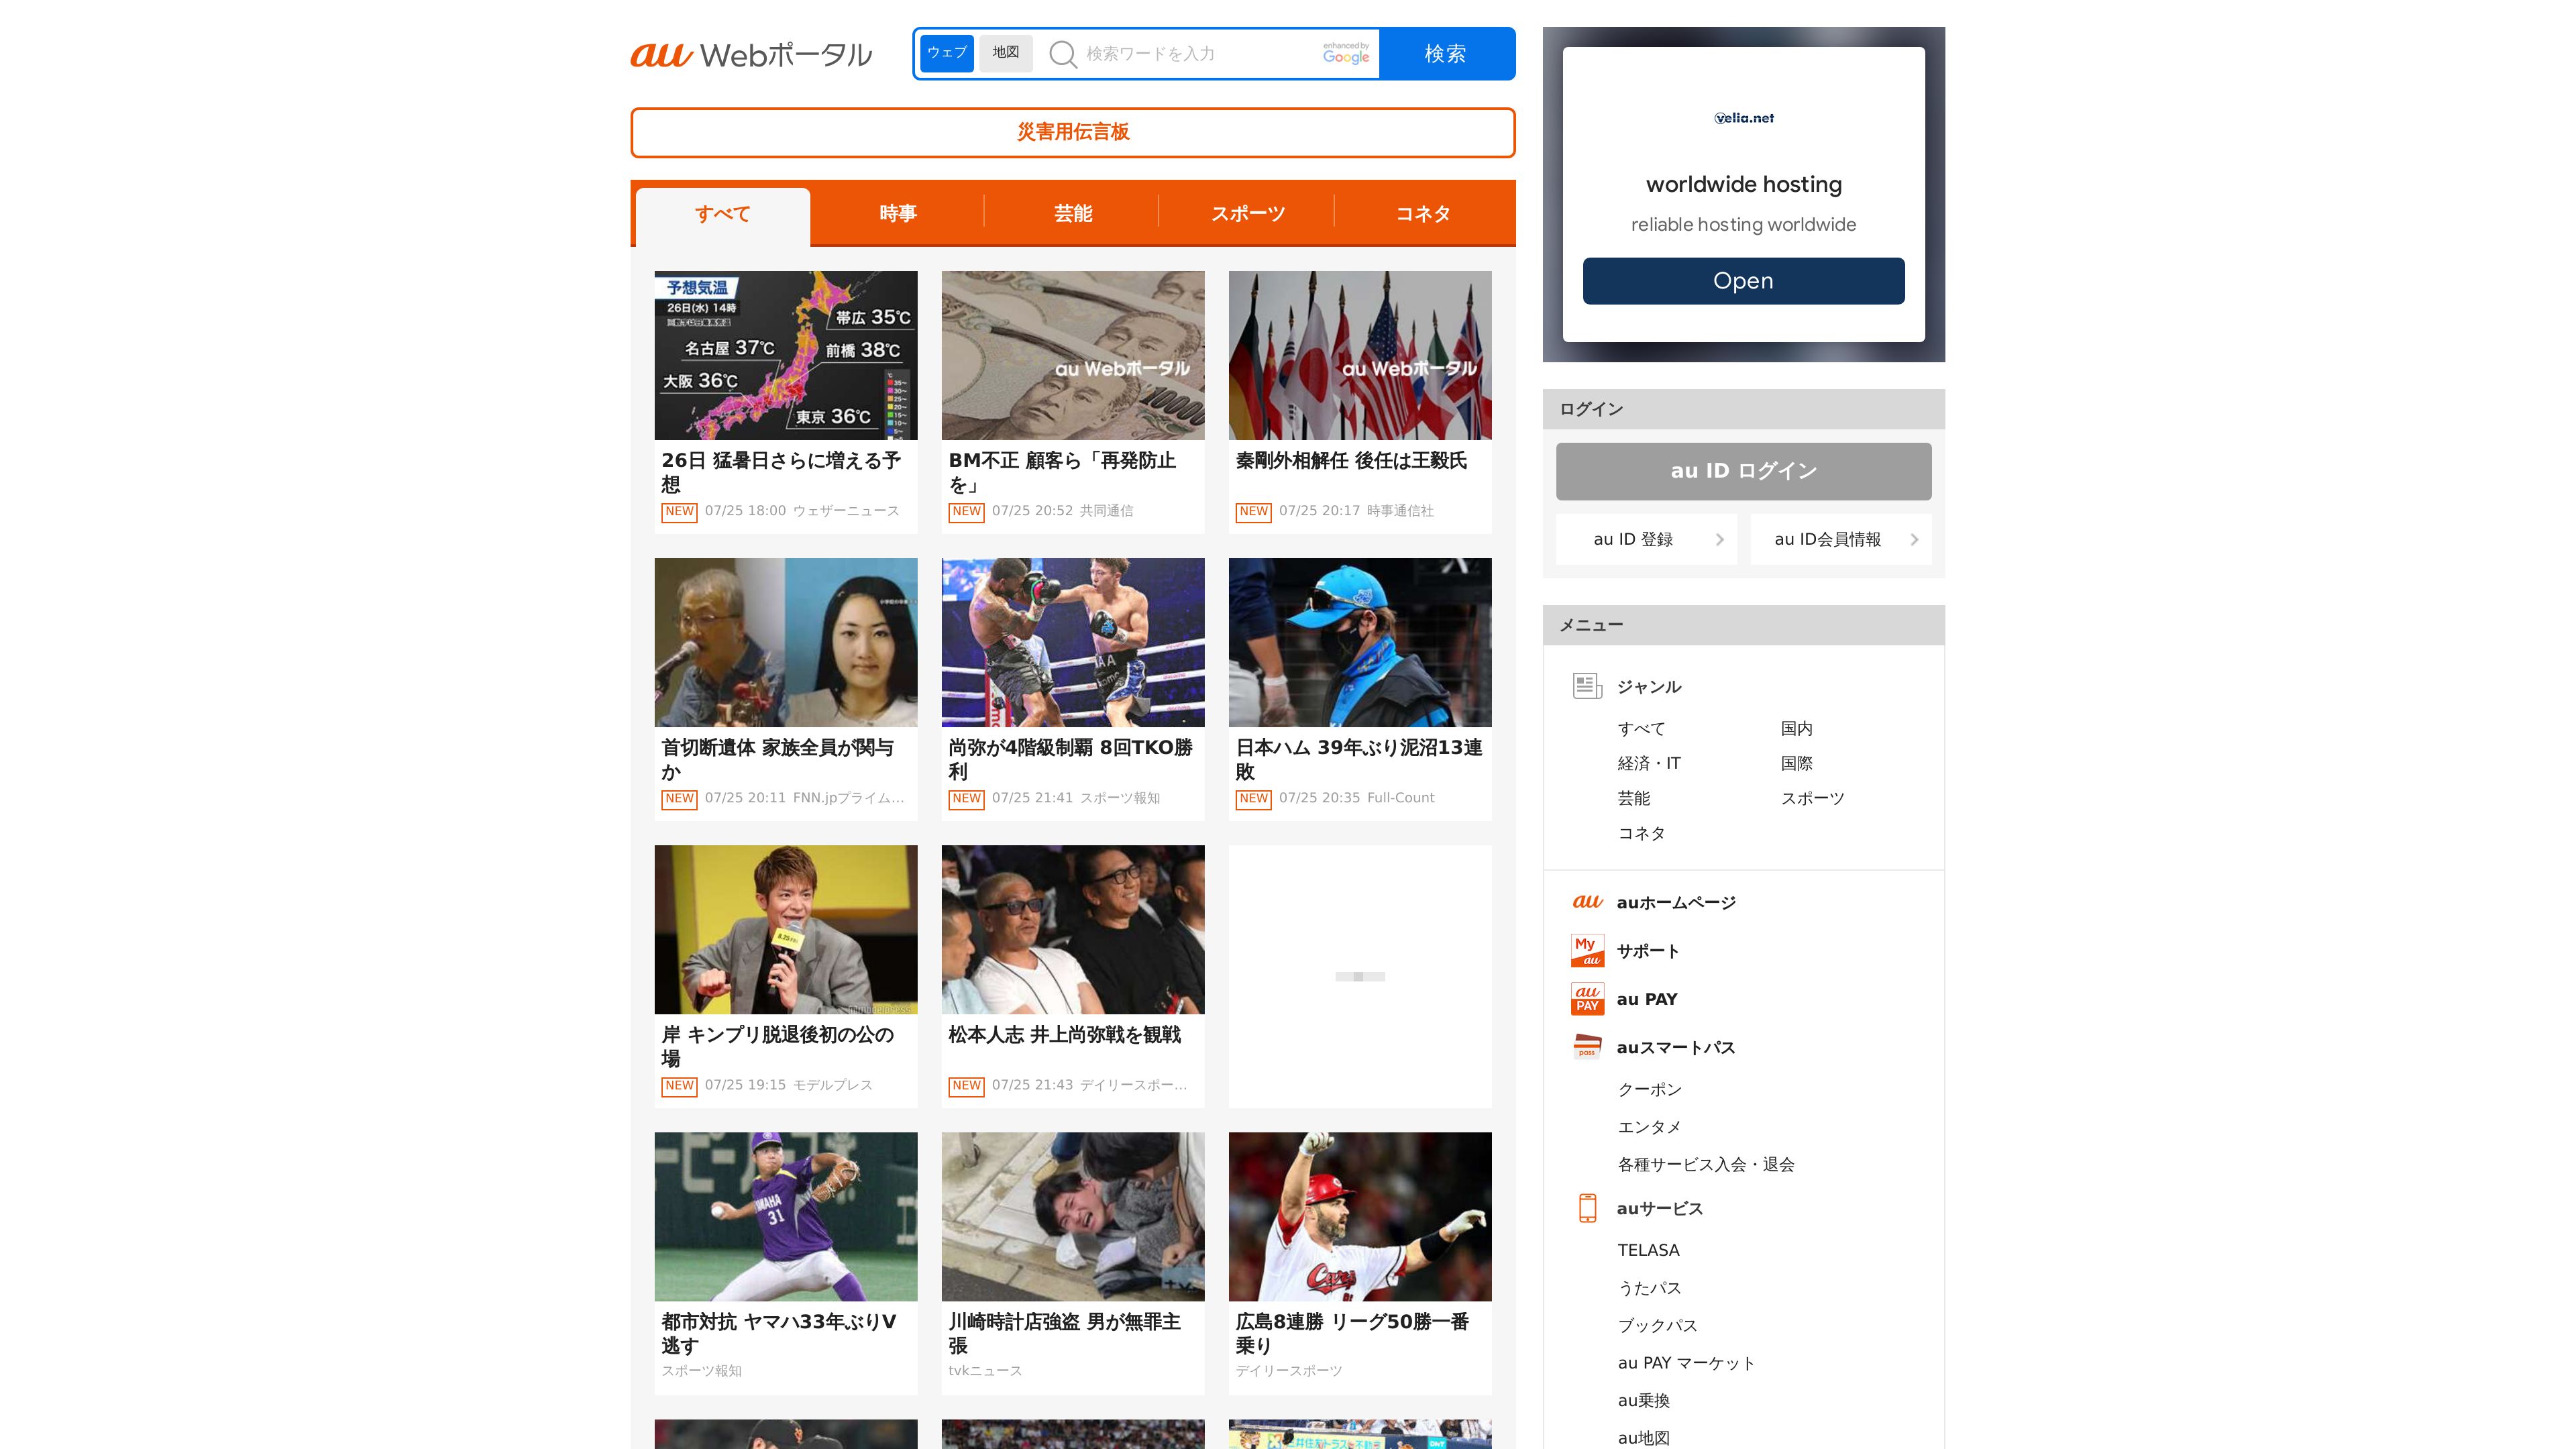 au Webポータル
ウェブ
地図
検索ワードを入力
enhanced by
Google
検索
災害用伝言板
すべて
時事
芸能
スポーツ
コネタ
予想気温
26日(水) 14時
帯広 35℃
名古屋 37℃
前橋 38℃
大阪 36℃
東京 36℃
26日 猛暑日さらに増える予
想
NEW 07/25 18:00 ウェザーニュース
au Webポータル
10000
BM不正 顧客ら「再発防止
を」
NEW 07/25 20:52 共同通信
au Webポータル
秦剛外相解任 後任は王毅氏
NEW 07/25 20:17 時事通信社
首切断遺体 家族全員が関与
か
NEW 07/25 20:11 FNN.jpプライム…
尚弥が4階級制覇 8回TKO勝
利
NEW 07/25 21:41 スポーツ報知
日本ハム 39年ぶり泥沼13連
敗
NEW 07/25 20:35 Full-Count
岸 キンプリ脱退後初の公の
場
NEW 07/25 19:15 モデルプレス
松本人志 井上尚弥戦を観戦
NEW 07/25 21:43 デイリースポー…
YAMAHA
31
都市対抗 ヤマハ33年ぶりV
逃す
スポーツ報知
tvk
川崎時計店強盗 男が無罪主
張
tvkニュース
Carp
広島8連勝 リーグ50勝一番
乗り
デイリースポーツ
velia.net
worldwide hosting
reliable hosting worldwide
Open
ログイン
au ID ログイン
au ID 登録
au ID会員情報
メニュー
ジャンル
すべて
国内
経済・IT
国際
芸能
スポーツ
コネタ
au
auホームページ
My au
サポート
au PAY
au PAY
pass
auスマートパス
クーポン
エンタメ
各種サービス入会・退会
auサービス
TELASA
うたパス
ブックパス
au PAY マーケット
au乗換
au地図